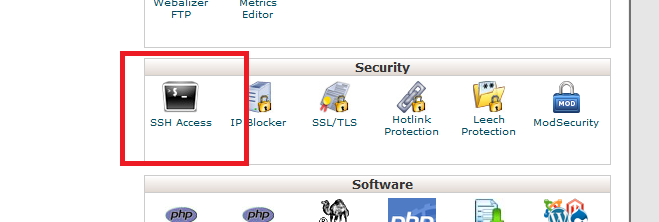 Webalizer Metrics
FTP Editor
Security
$_
MOD
SSH Access IP Blocker SSL/TLS Hotlink Protection Leech Protection ModSecurity
Software
php php php